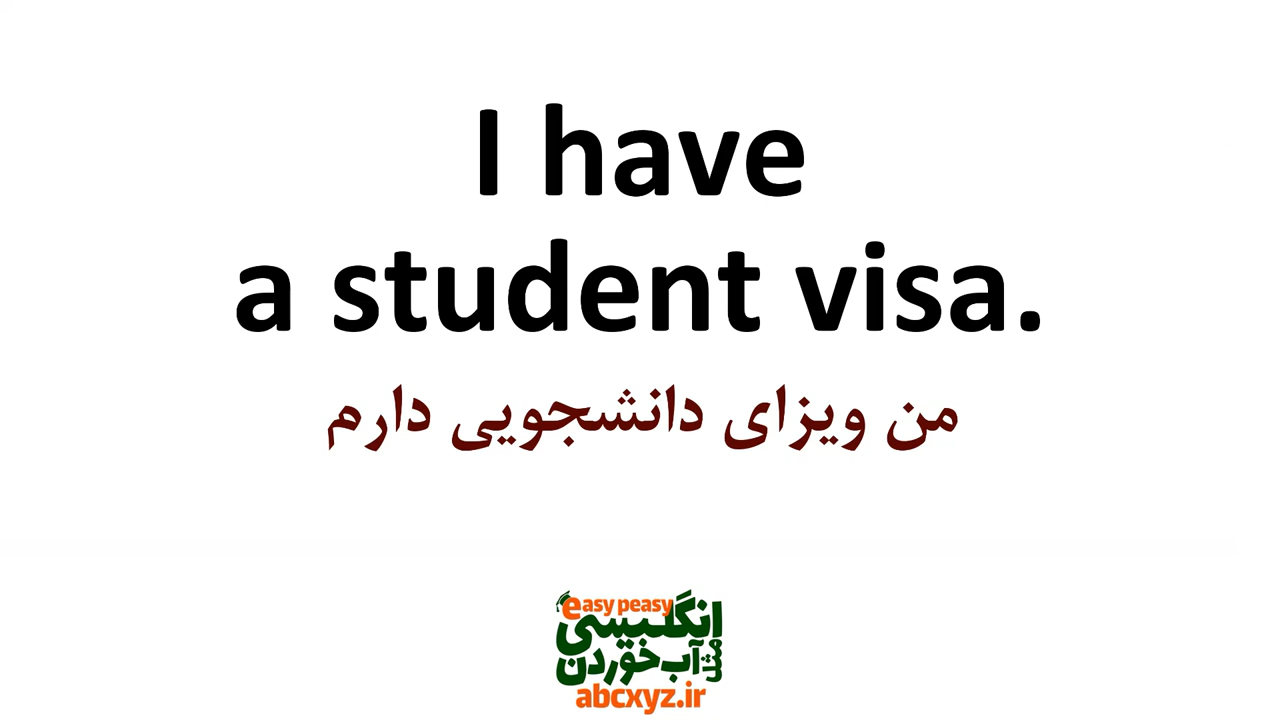 I have
a student visa.
من ویزای دانشجویی دارم
easy peasy
انگلیسی
مثل آب خوردن
abcxyz.ir